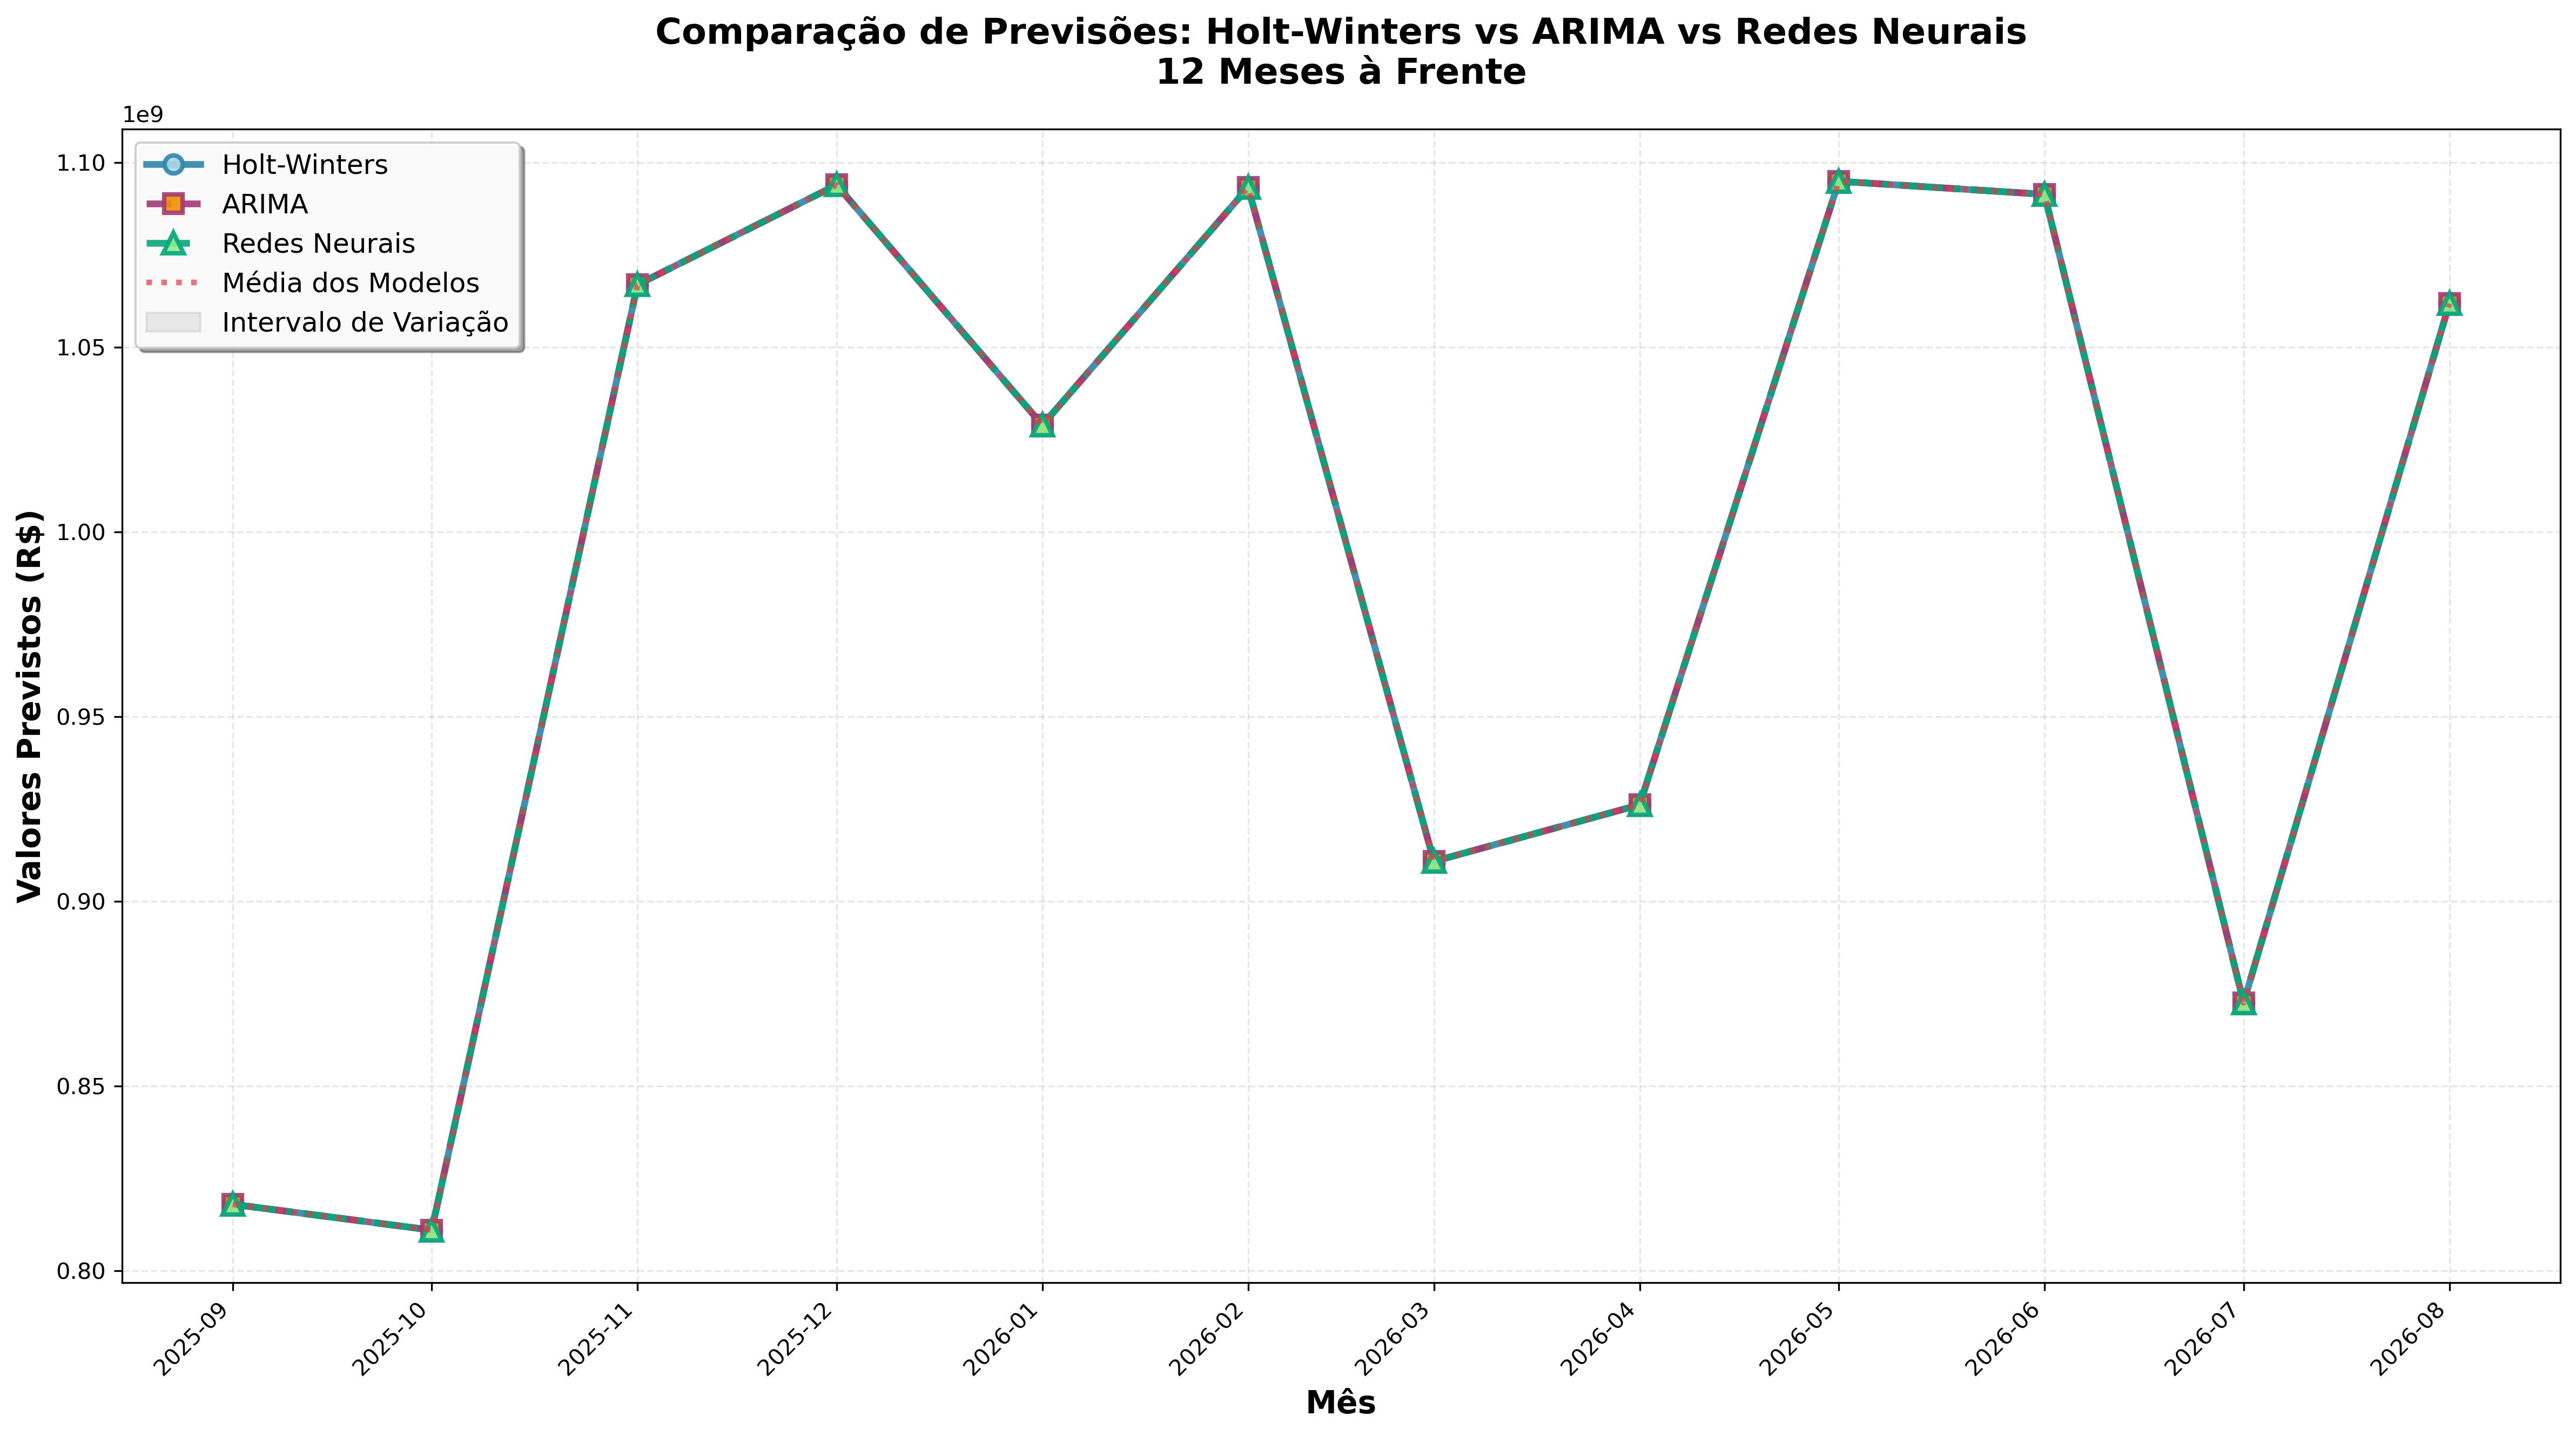 Comparação de Previsões: Holt-Winters vs ARIMA vs Redes Neurais
12 Meses à Frente
1e9
Holt-Winters
ARIMA
Redes Neurais
Média dos Modelos
Intervalo de Variação
Valores Previstos (R$)
1.10
1.05
1.00
0.95
0.90
0.85
0.80
2025-09
2025-10
2025-11
2025-12
2026-01
2026-02
2026-03
2026-04
2026-05
2026-06
2026-07
2026-08
Mês